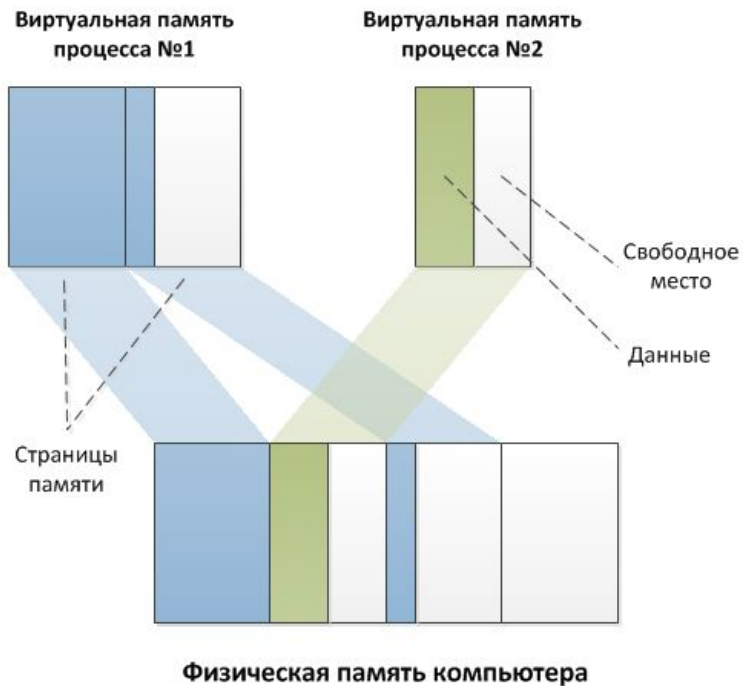 Виртуальная память
процесса №1
Виртуальная память
процесса №2
Свободное
место
Данные
Страницы
памяти
Физическая память компьютера